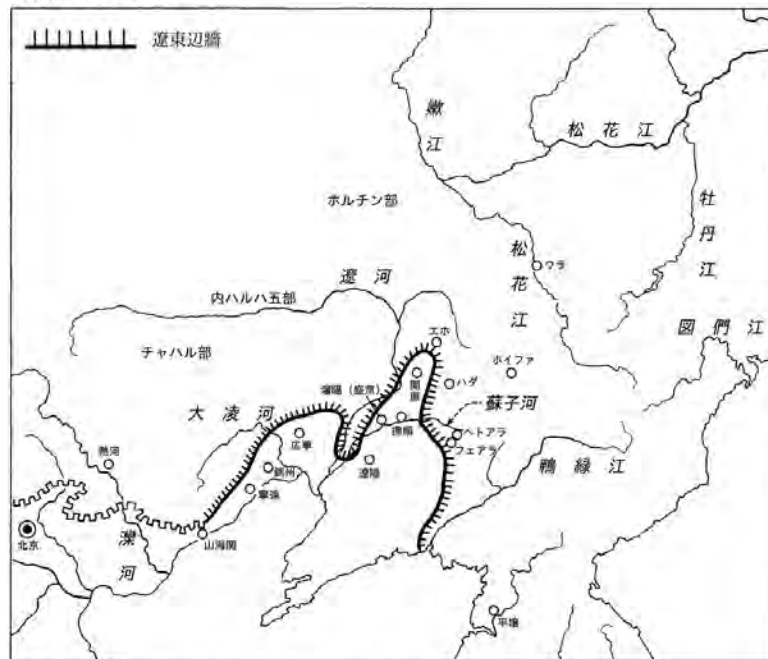 遼東辺牆
嫩江
松花江
牡丹江
ホルチン部
松花江
ウラ
遼河
内ハルハ五部
図們江
エホ
チャハル部
ホイファ
開原
ハダ
瀋陽(盛京)
蘇子河
大凌河
撫順
ヘトアラ
広寧
フェアラ
遼陽
鴨緑江
熱河
錦州
寧遠
北京
山海関
灤河
平壌